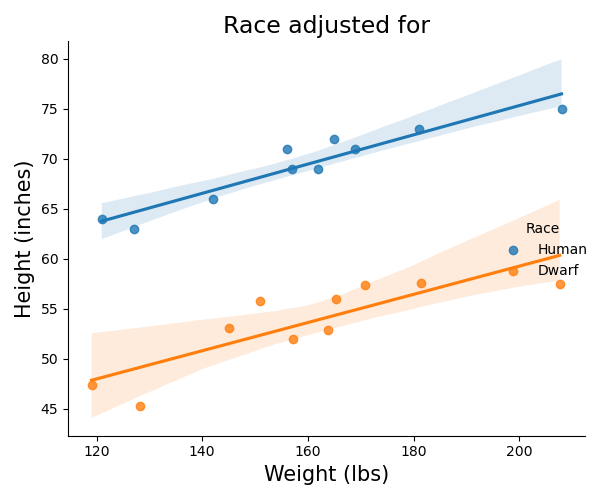 Race adjusted for
Height (inches)
80
75
70
65
60
55
50
45
Race
Human
Dwarf
120 140 160 180 200
Weight (lbs)